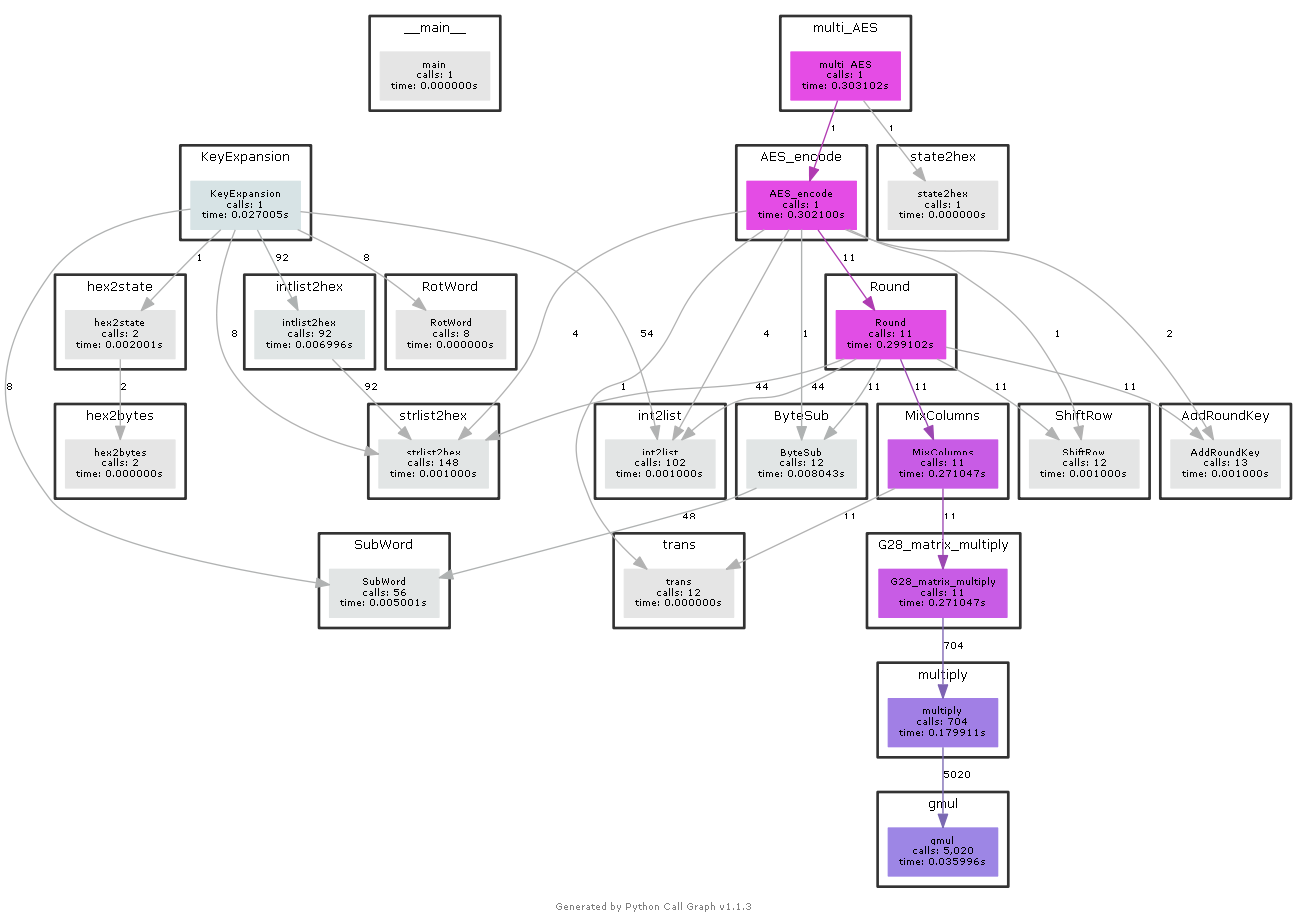 __main__
main
calls: 1
time: 0.000000s
multi_AES
multi_AES
calls: 1
time: 0.303102s
1
1
KeyExpansion
KeyExpansion
calls: 1
time: 0.027005s
AES_encode
AES_encode
calls: 1
time: 0.302100s
state2hex
state2hex
calls: 1
time: 0.000000s
1
92
8
11
hex2state
hex2state
calls: 2
time: 0.002001s
intlist2hex
intlist2hex
calls: 92
time: 0.006996s
RotWord
RotWord
calls: 8
time: 0.000000s
Round
Round
calls: 11
time: 0.299102s
8
4
54
4
1
1
2
8
2
92
1
44
44
11
11
11
11
hex2bytes
hex2bytes
calls: 2
time: 0.000000s
strlist2hex
strlist2hex
calls: 148
time: 0.001000s
int2list
int2list
calls: 102
time: 0.001000s
ByteSub
ByteSub
calls: 12
time: 0.008043s
MixColumns
MixColumns
calls: 11
time: 0.271047s
ShiftRow
ShiftRow
calls: 12
time: 0.001000s
AddRoundKey
AddRoundKey
calls: 13
time: 0.001000s
48
11
11
SubWord
SubWord
calls: 56
time: 0.005001s
trans
trans
calls: 12
time: 0.000000s
G28_matrix_multiply
G28_matrix_multiply
calls: 11
time: 0.271047s
704
multiply
multiply
calls: 704
time: 0.179911s
5020
gmul
gmul
calls: 5,020
time: 0.035996s
Generated by Python Call Graph v1.1.3